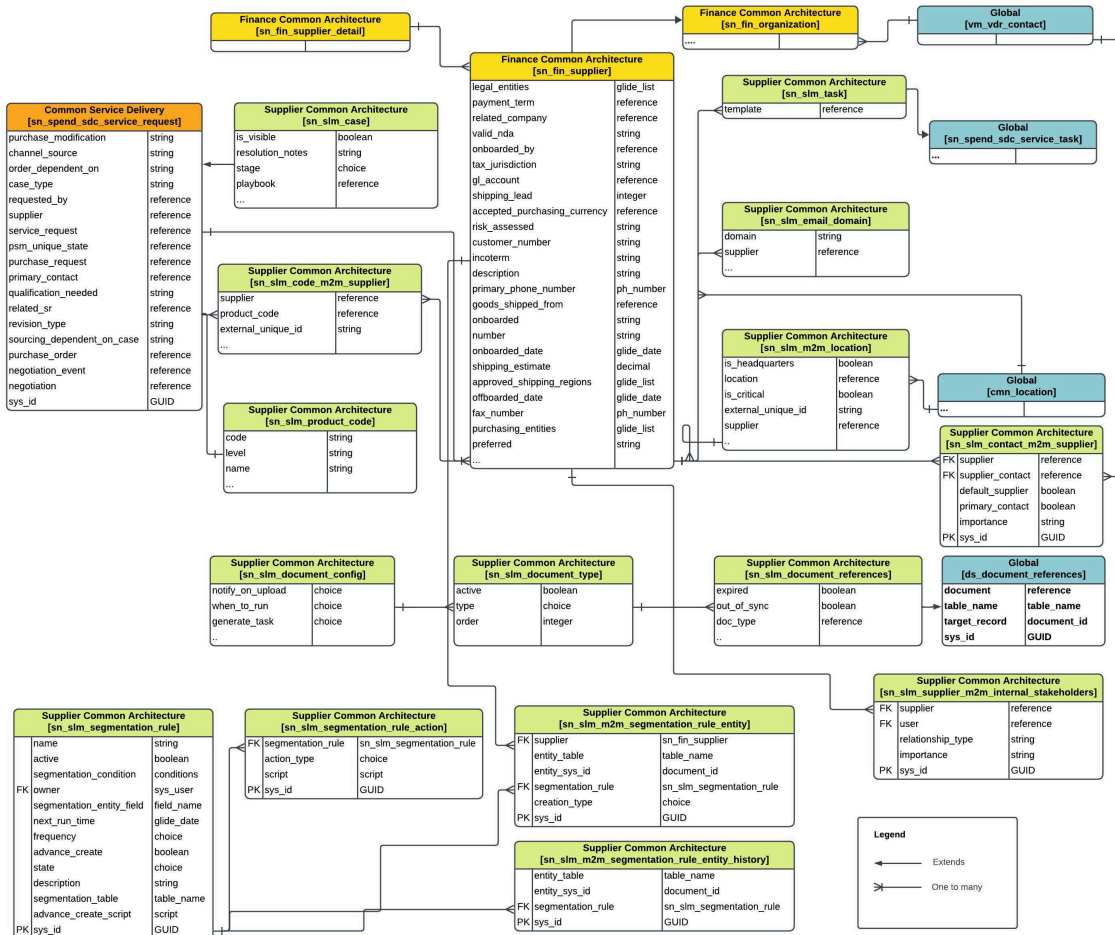 Finance Common Architecture
[sn_fin_supplier_detail]
Finance Common Architecture
[sn_fin_organization]
....
Global
[vm_vdr_contact]
Finance Common Architecture
[sn_fin_supplier]
legal_entities glide_list
payment_term reference
related_company reference
valid_nda string
onboarded_by reference
tax_jurisdiction string
gl_account reference
shipping_lead integer
accepted_purchasing_currency reference
risk_assessed string
customer_number string
incoterm string
description string
primary_phone_number ph_number
goods_shipped_from reference
onboarded string
number string
onboarded_date glide_date
shipping_estimate decimal
approved_shipping_regions glide_list
offboarded_date glide_date
fax_number ph_number
purchasing_entities glide_list
preferred string
...
Common Service Delivery
[sn_spend_sdc_service_request]
purchase_modification string
channel_source string
order_dependent_on string
case_type string
requested_by reference
supplier reference
service_request reference
psm_unique_state reference
purchase_request reference
primary_contact reference
qualification_needed string
related_sr reference
revision_type string
sourcing_dependent_on_case string
purchase_order reference
negotiation_event reference
negotiation reference
sys_id GUID
Supplier Common Architecture
[sn_slm_case]
is_visible boolean
resolution_notes string
stage choice
playbook reference
...
Supplier Common Architecture
[sn_slm_code_m2m_supplier]
supplier reference
product_code reference
external_unique_id string
...
Supplier Common Architecture
[sn_slm_product_code]
code string
level string
name string
...
Supplier Common Architecture
[sn_slm_task]
template reference
Global
[sn_spend_sdc_service_task]
...
Supplier Common Architecture
[sn_slm_email_domain]
domain string
supplier reference
...
Supplier Common Architecture
[sn_slm_m2m_location]
is_headquarters boolean
location reference
is_critical boolean
external_unique_id string
supplier reference
..
Global
[cmn_location]
...
Supplier Common Architecture
[sn_slm_contact_m2m_supplier]
FK supplier reference
FK supplier_contact reference
default_supplier boolean
primary_contact boolean
importance string
PK sys_id GUID
Supplier Common Architecture
[sn_slm_document_config]
notify_on_upload choice
when_to_run choice
generate_task choice
..
Supplier Common Architecture
[sn_slm_document_type]
active boolean
type choice
order integer
Supplier Common Architecture
[sn_slm_document_references]
expired boolean
out_of_sync boolean
doc_type reference
..
Global
[ds_document_references]
document reference
table_name table_name
target_record document_id
sys_id GUID
Supplier Common Architecture
[sn_slm_supplier_m2m_internal_stakeholders]
FK supplier reference
FK user reference
relationship_type string
importance string
PK sys_id GUID
Supplier Common Architecture
[sn_slm_segmentation_rule]
name string
active boolean
segmentation_condition conditions
FK owner sys_user
segmentation_entity_field field_name
next_run_time glide_date
frequency choice
advance_create boolean
state choice
description string
segmentation_table table_name
advance_create_script script
PK sys_id GUID
Supplier Common Architecture
[sn_slm_segmentation_rule_action]
FK segmentation_rule sn_slm_segmentation_rule
action_type choice
script script
PK sys_id GUID
Supplier Common Architecture
[sn_slm_m2m_segmentation_rule_entity]
FK supplier sn_fin_supplier
entity_table table_name
entity_sys_id document_id
FK segmentation_rule sn_slm_segmentation_rule
creation_type choice
PK sys_id GUID
Supplier Common Architecture
[sn_slm_m2m_segmentation_rule_entity_history]
entity_table table_name
entity_sys_id document_id
FK segmentation_rule sn_slm_segmentation_rule
PK sys_id GUID
Legend
Extends
One to many